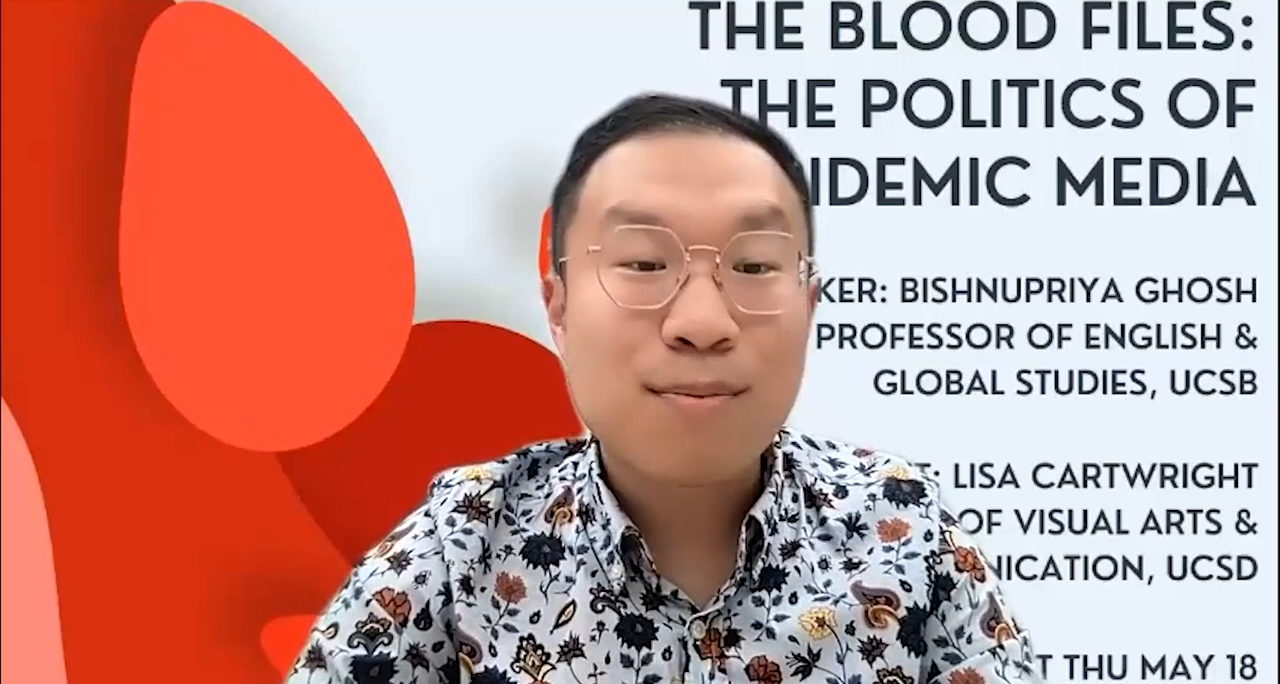 THE BLOOD FILES:
THE POLITICS OF
IDEMIC MEDIA
KER: BISHNUPRIYA GHOSH
PROFESSOR OF ENGLISH &
GLOBAL STUDIES, UCSB
T: LISA CARTWRIGHT
OF VISUAL ARTS &
NICATION, UCSD
T THU MAY 18